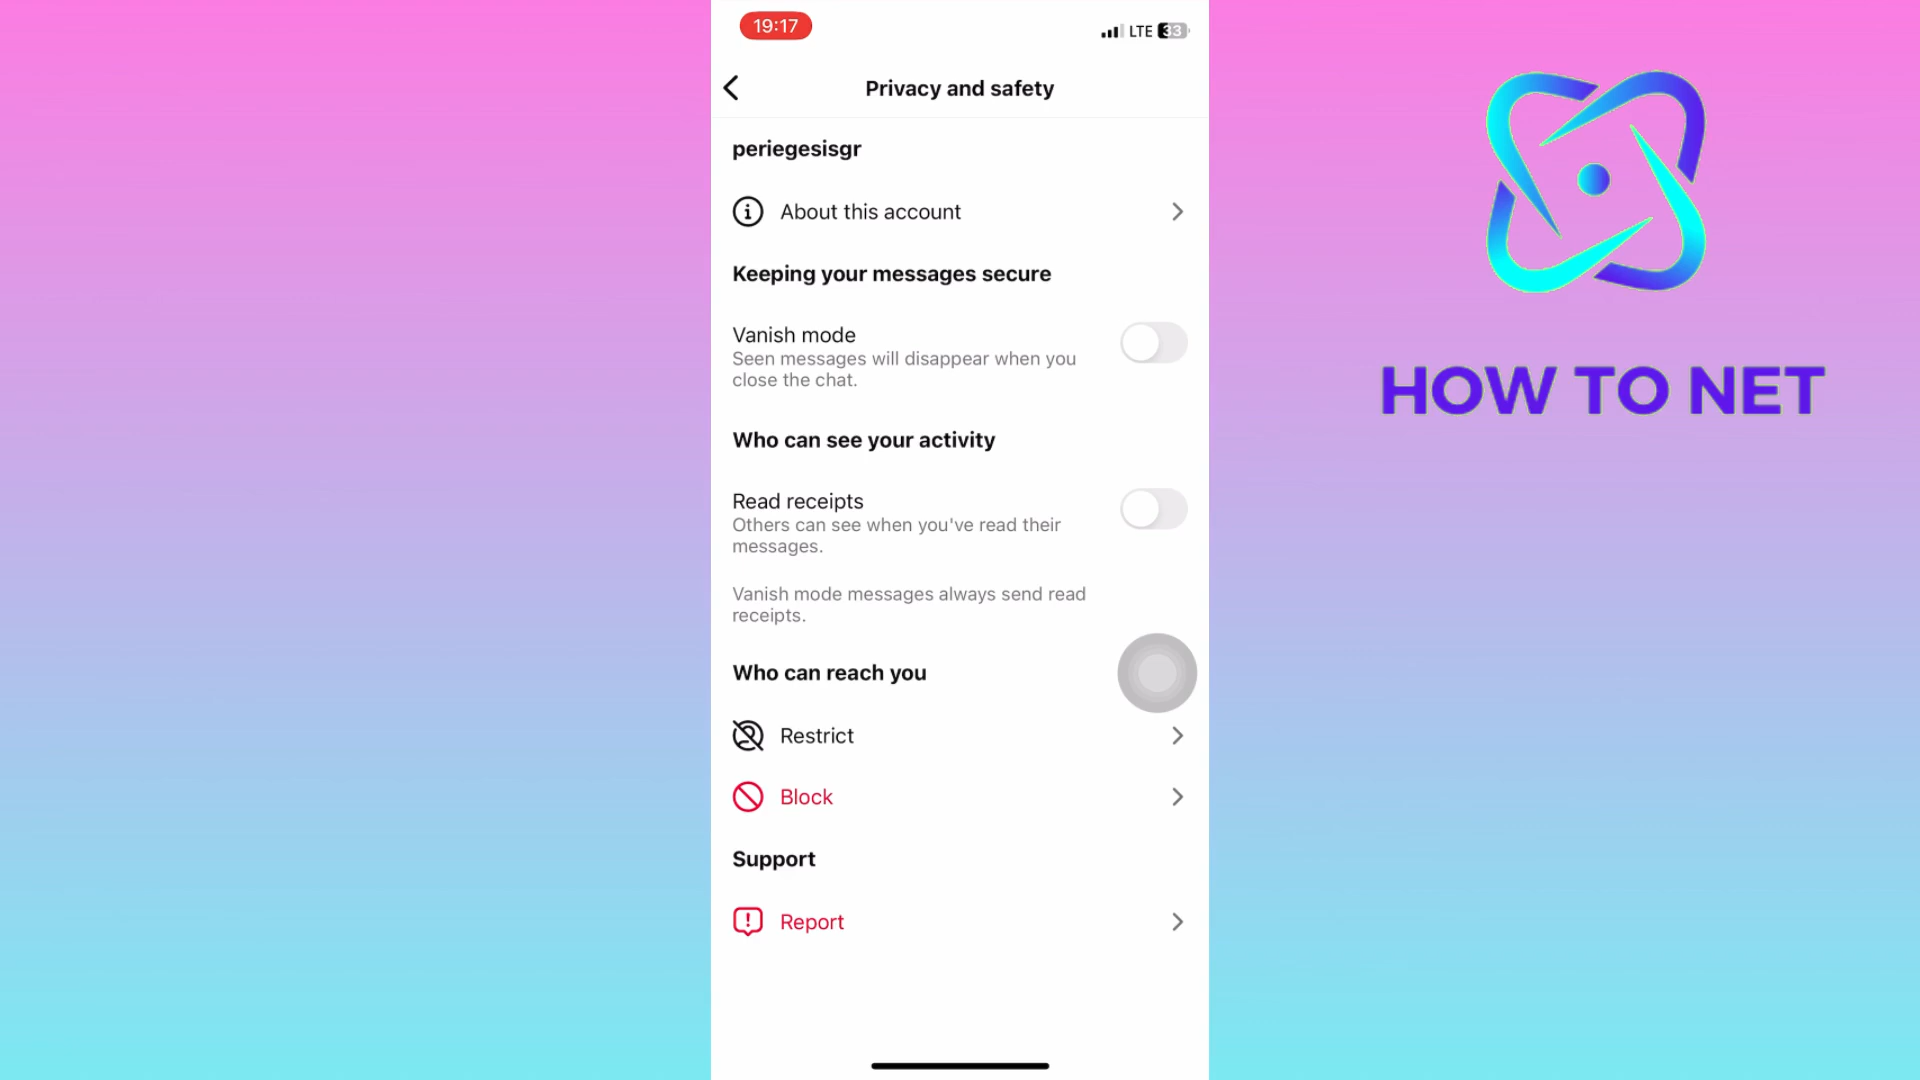 19:17
LTE 33
Privacy and safety
periegesisgr
About this account
Keeping your messages secure
Vanish mode
Seen messages will disappear when you
close the chat.
Who can see your activity
Read receipts
Others can see when you've read their
messages.
Vanish mode messages always send read
receipts.
Who can reach you
Restrict
Block
Support
Report
HOW TO NET